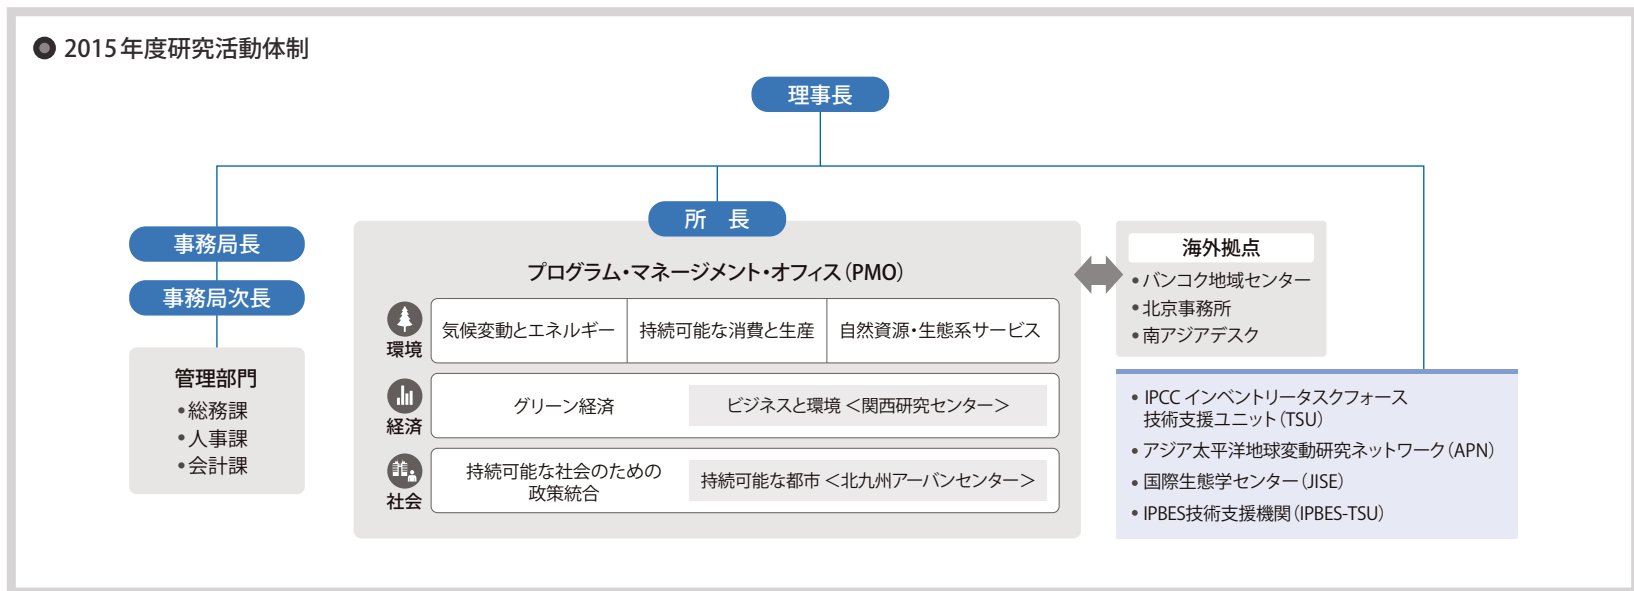 2015年度研究活動体制
理事長
所　長
事務局長
事務局次長
管理部門
•総務課
•人事課
•会計課
プログラム・マネージメント・オフィス（PMO）
環境
気候変動とエネルギー
持続可能な消費と生産
自然資源・生態系サービス
経済
グリーン経済
ビジネスと環境 ＜関西研究センター＞
社会
持続可能な社会のための
政策統合
持続可能な都市 ＜北九州アーバンセンター＞
海外拠点
•バンコク地域センター
•北京事務所
•南アジアデスク
• IPCC インベントリータスクフォース
技術支援ユニット（TSU）
• アジア太平洋地球変動研究ネットワーク（APN）
• 国際生態学センター（JISE）
• IPBES技術支援機関（IPBES-TSU）